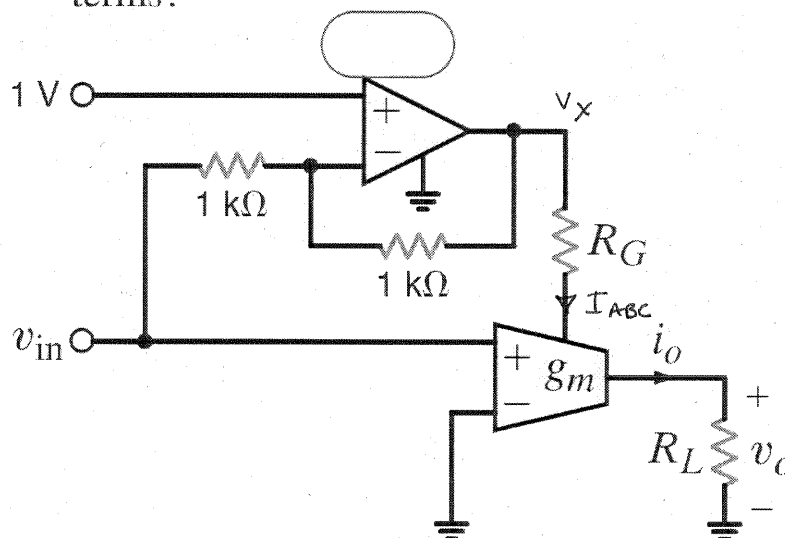 terms?
1 V
+
−
v_x
1 kΩ
1 kΩ
R_G
I_ABC
v_in
+
−
g_m
i_o
+
R_L
v_o
−